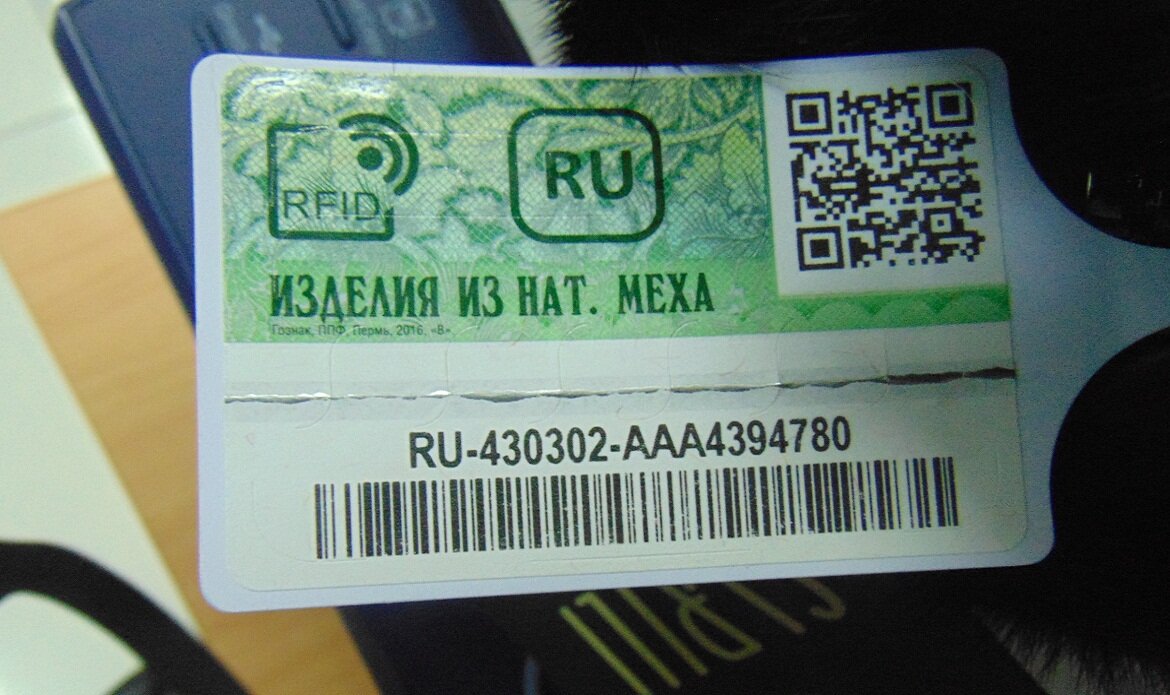 RFID
RU
ИЗДЕЛИЯ ИЗ НАТ. МЕХА
Гознак, ППФ, Пермь, 2016, «В»
RU-430302-AAA4394780